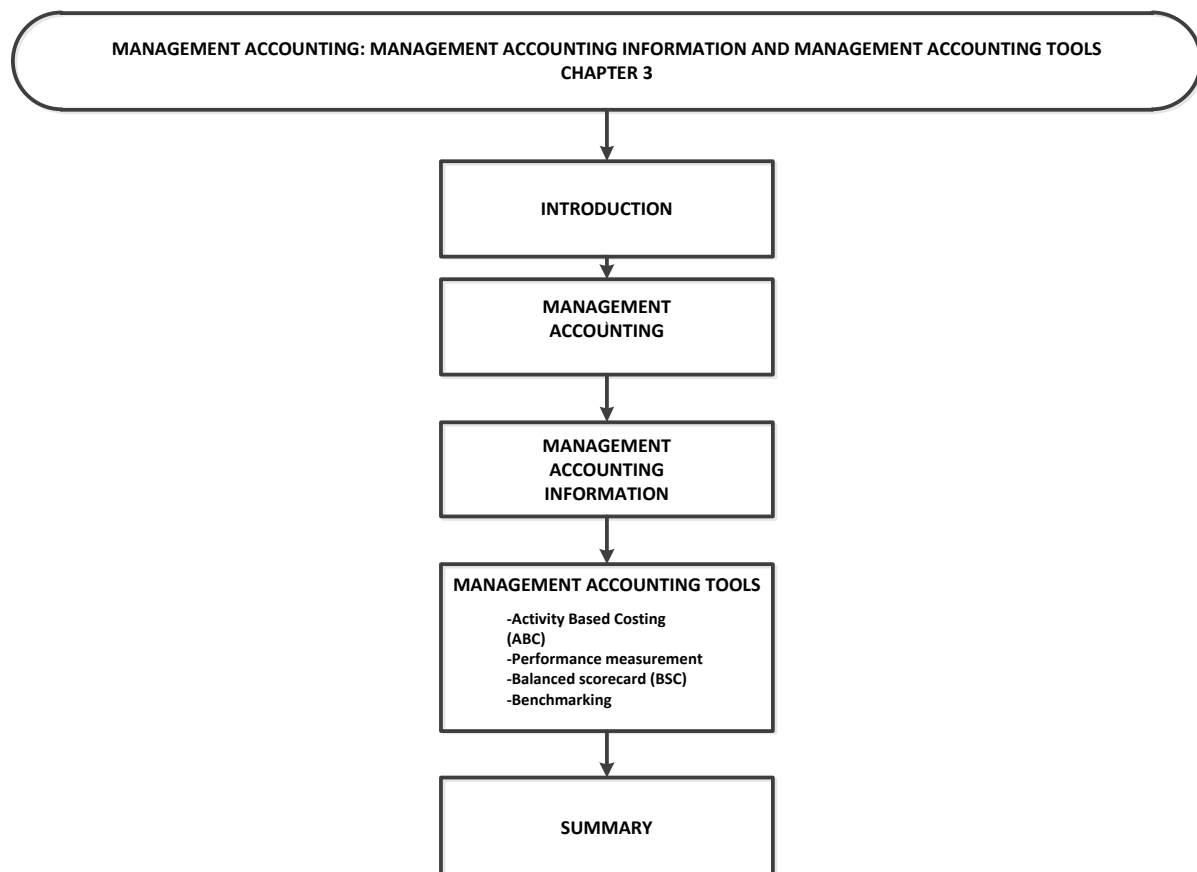 MANAGEMENT ACCOUNTING: MANAGEMENT ACCOUNTING INFORMATION AND MANAGEMENT ACCOUNTING TOOLS
CHAPTER 3
INTRODUCTION
MANAGEMENT
ACCOUNTING
MANAGEMENT
ACCOUNTING
INFORMATION
MANAGEMENT ACCOUNTING TOOLS
-Activity Based Costing
(ABC)
-Performance measurement
-Balanced scorecard (BSC)
-Benchmarking
SUMMARY